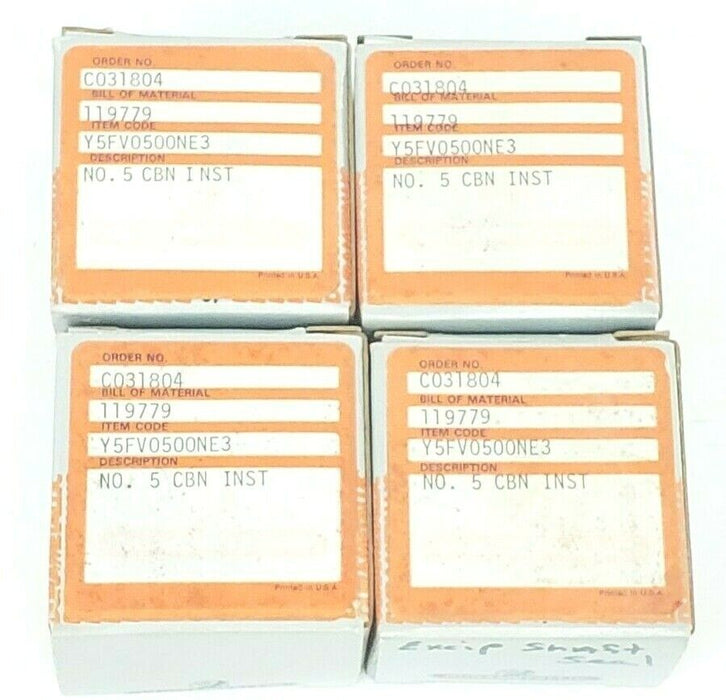 ORDER NO.
C031804
BILL OF MATERIAL
119779
ITEM CODE
Y5FV0500NE3
DESCRIPTION
NO. 5 CBN INST
Printed in U.S.A.
ORDER NO.
C031804
BILL OF MATERIAL
119779
ITEM CODE
Y5FV0500NE3
DESCRIPTION
NO. 5 CBN INST
Printed in U.S.A.
ORDER NO.
C031804
BILL OF MATERIAL
119779
ITEM CODE
Y5FV0500NE3
DESCRIPTION
NO. 5 CBN INST
Printed in U.S.A.
ORDER NO.
C031804
BILL OF MATERIAL
119779
ITEM CODE
Y5FV0500NE3
DESCRIPTION
NO. 5 CBN INST
Printed in U.S.A.
Seal